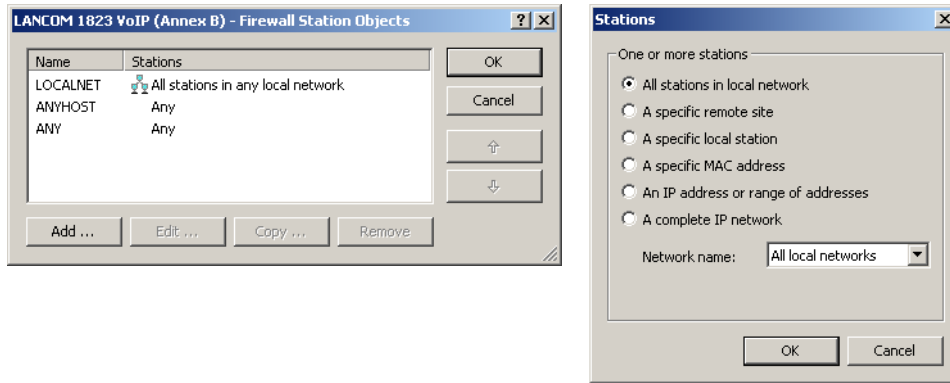 LANCOM 1823 VoIP (Annex B) - Firewall Station Objects
Name Stations
LOCALNET All stations in any local network
ANYHOST Any
ANY Any
OK
Cancel
Add ... Edit ... Copy ... Remove
Stations
One or more stations
All stations in local network
A specific remote site
A specific local station
A specific MAC address
An IP address or range of addresses
A complete IP network
Network name: All local networks
OK Cancel